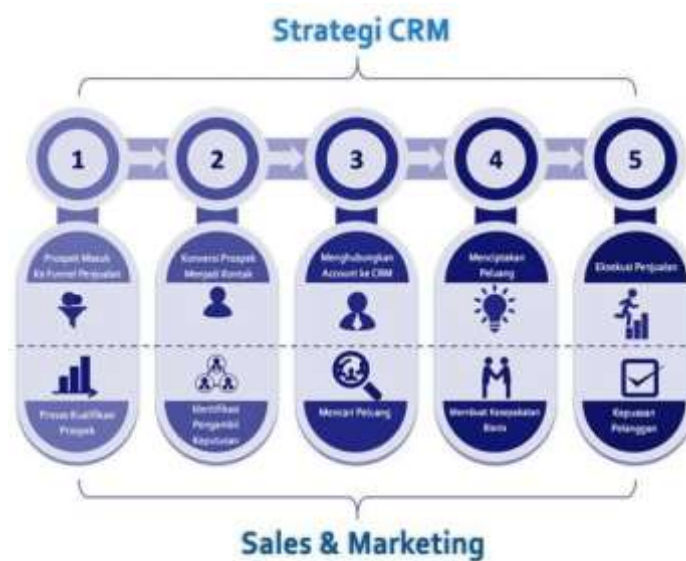 Strategi CRM
1
2
3
4
5
Prospek Masuk
Ke Funnel Penjualan
Konversi Prospek
Menjadi Kontak
Menghubungkan
Account ke CRM
Menciptakan
Peluang
Eksekusi Penjualan
Proses Kualifikasi
Prospek
Identifikasi
Pengambil
Keputusan
Mencari Peluang
Membuat Kesepakatan
Bisnis
Kepuasan
Pelanggan
Sales & Marketing